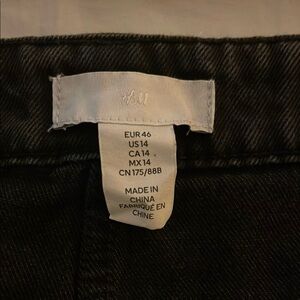 H&M
EUR 46
US 14
CA 14
MX 14
CN 175/88B
MADE IN
CHINA
FABRIQUÉ EN
CHINE